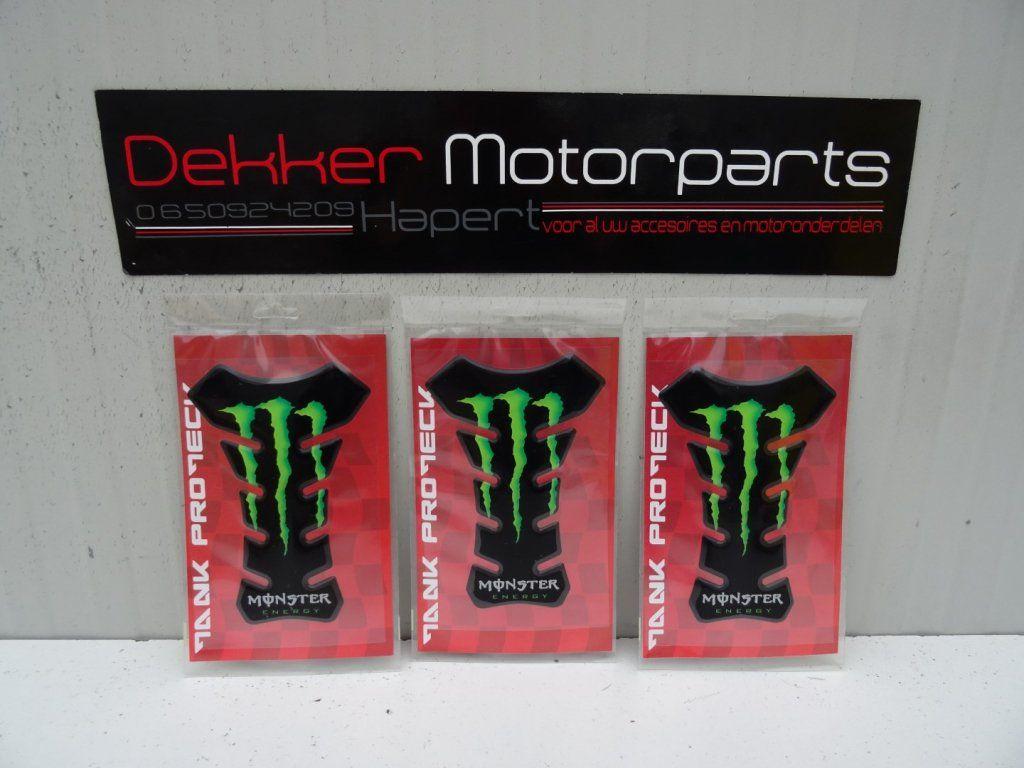 Dekker Motorparts
0650924209 Hapert voor al uw accesoires en motoronderdelen
TANK PROTECK
MONSTER
ENERGY
TANK PROTECK
MONSTER
ENERGY
TANK PROTECK
MONSTER
ENERGY